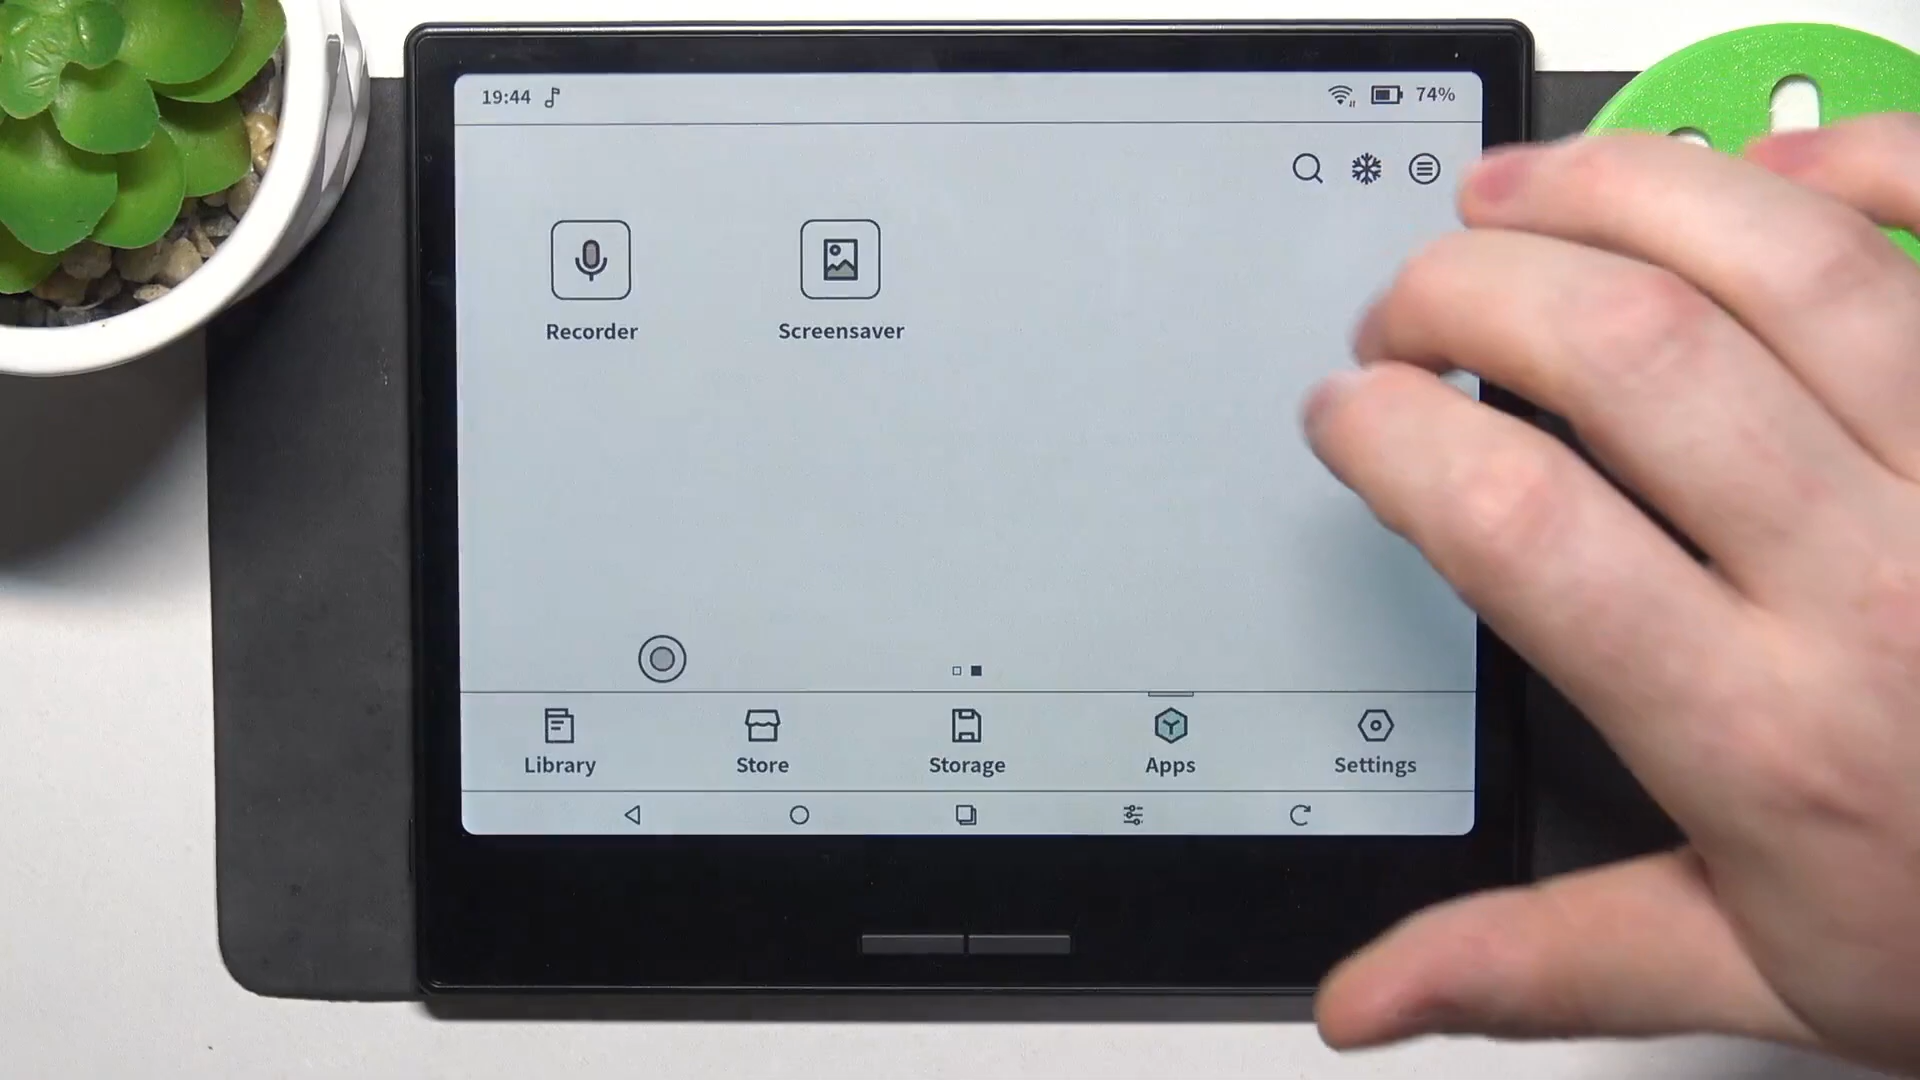 19:44
74%
Recorder
Screensaver
Library
Store
Storage
Apps
Settings